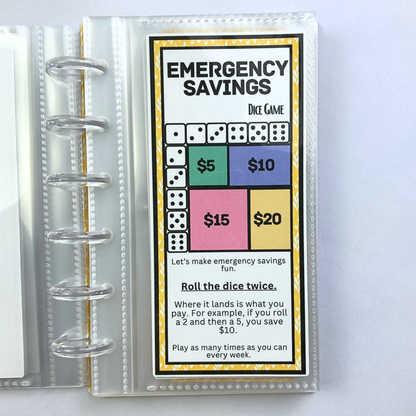 EMERGENCY
SAVINGS
DICE GAME
$5 $10
$15 $20
Let's make emergency savings
fun.
Roll the dice twice.
Where it lands is what you
pay. For example, if you roll
a 2 and then a 5, you save
$10.
Play as many times as you can
every week.